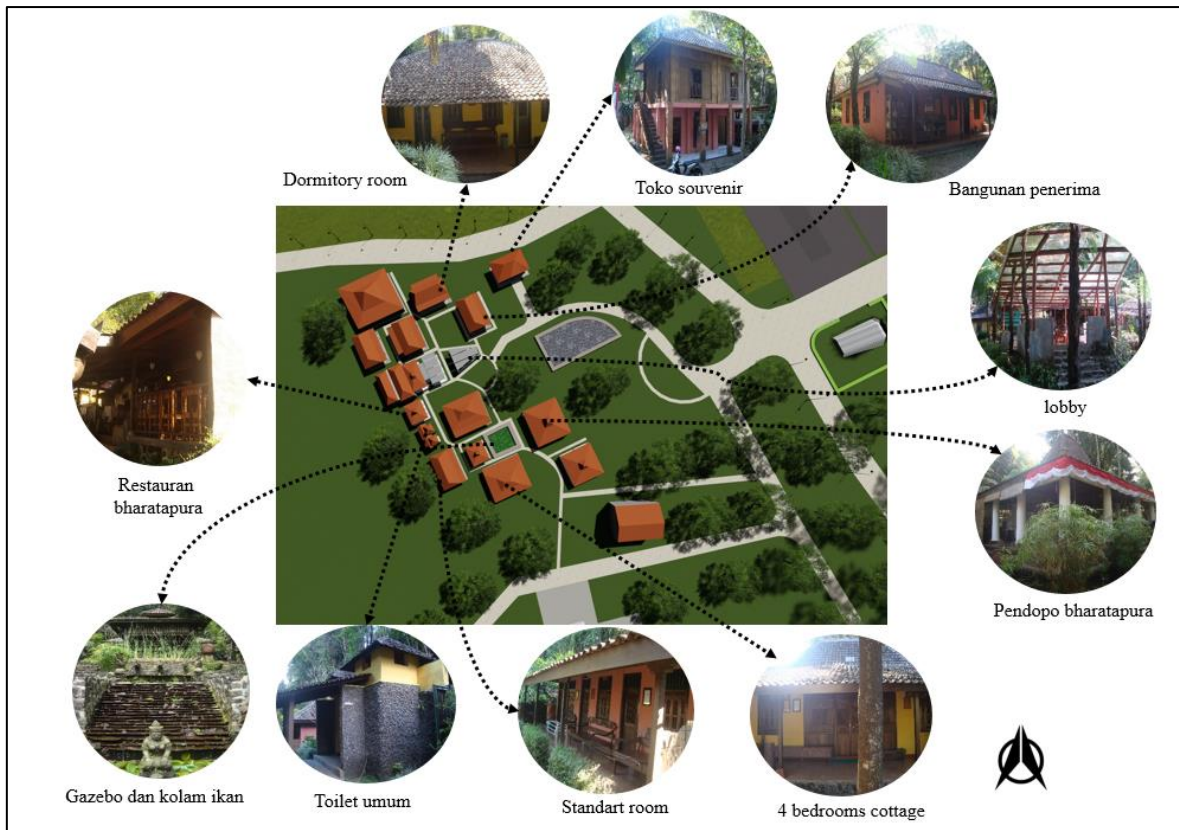 Dormitory room
Toko souvenir
Bangunan penerima
lobby
Restauran
bharatapura
Pendopo bharatapura
Gazebo dan kolam ikan
Toilet umum
Standart room
4 bedrooms cottage